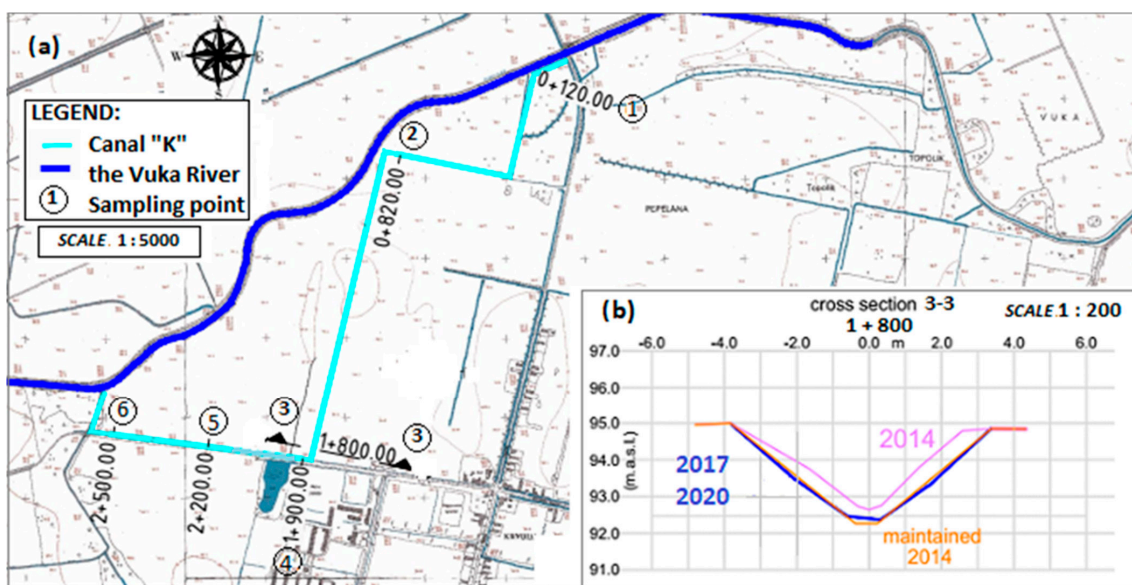 (a)
N
W
E
S
LEGEND:
Canal "K"
the Vuka River
① Sampling point
SCALE. 1:5000
0+120.00
①
②
0+820.00
③
③
1+800.00
1+900.00
④
⑤
2+200.00
⑥
2+500.00
VUKA
TOPOLIK
Topolik
PEPELANA
(b)
cross section 3-3
1 + 800
SCALE 1 : 200
-6.0 -4.0 -2.0 0.0 m 2.0 4.0 6.0
97.0
96.0
95.0
94.0
93.0
92.0
91.0
(m.a.s.l.)
2014
2017
2020
maintained
2014